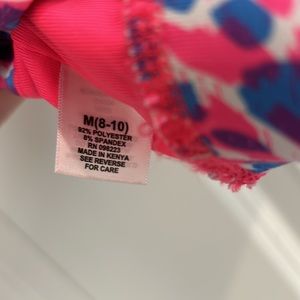 M(8-10)
92% POLYESTER
8% SPANDEX
RN 098223
MADE IN KENYA
SEE REVERSE
FOR CARE